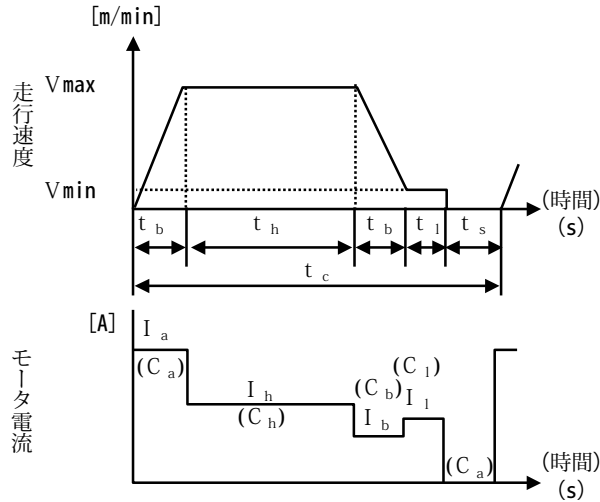 [m/min]
走行速度
Vmax
Vmin
(時間)
(s)
t b
t h
t b
t l
t s
t c
[A]
モータ電流
I a
(C a)
I h
(C h)
(C b)
I b
(C l)
I l
(C a)
(時間)
(s)